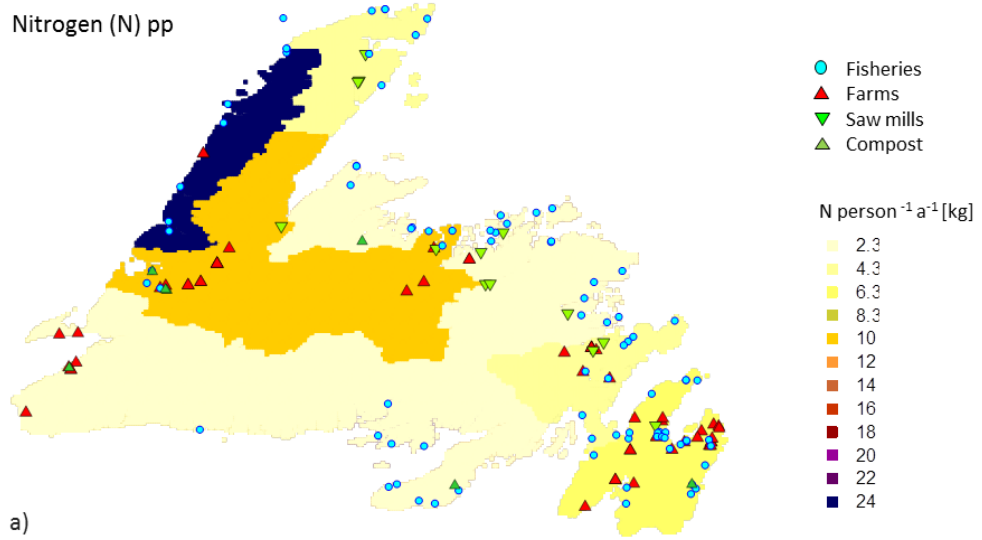 Nitrogen (N) pp
Fisheries
Farms
Saw mills
Compost
N person ⁻¹ a⁻¹ [kg]
2.3
4.3
6.3
8.3
10
12
14
16
18
20
22
24
a)